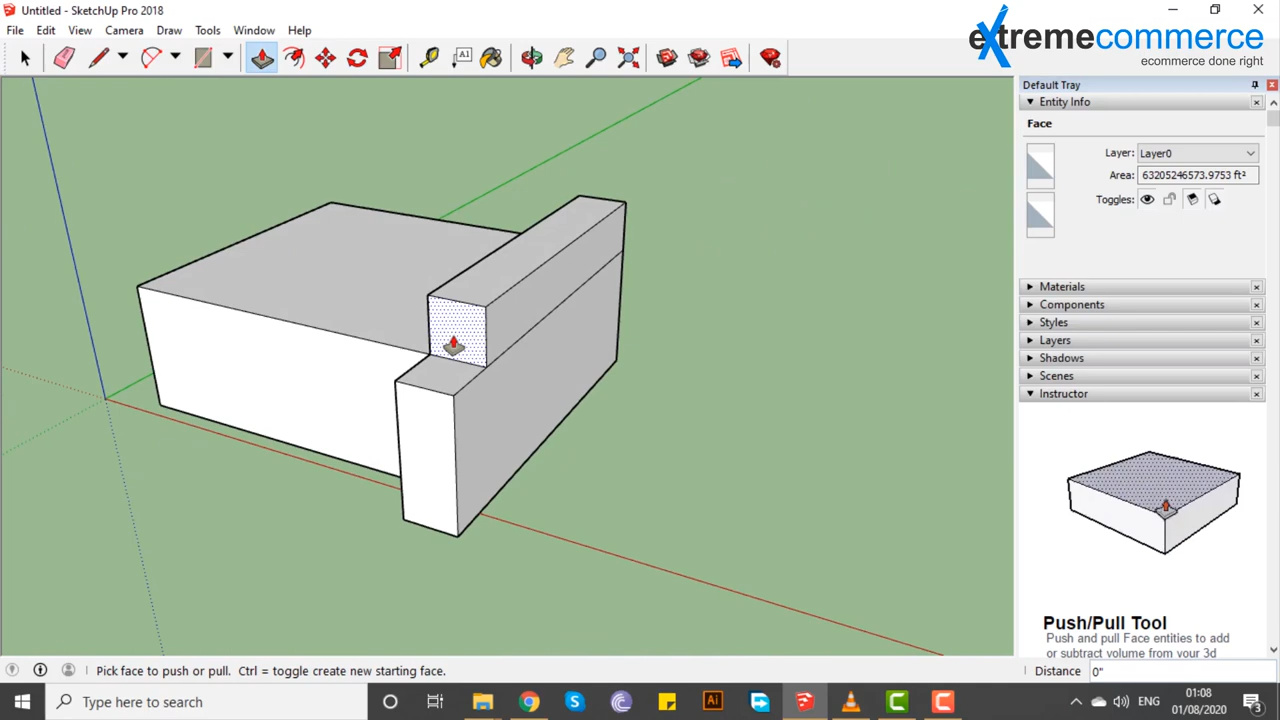 Untitled - SketchUp Pro 2018
extremecommerce
ecommerce done right
File Edit View Camera Draw Tools Window Help
A1
Default Tray
Entity Info
Face
Layer: Layer0
Area: 63205246573.9753 ft²
Toggles:
Materials
Components
Styles
Layers
Shadows
Scenes
Instructor
Push/Pull Tool
Push and pull Face entities to add
or subtract volume from your 3d
Pick face to push or pull. Ctrl = toggle create new starting face.
Distance 0"
Type here to search
Ai
ENG
01:08
01/08/2020
3